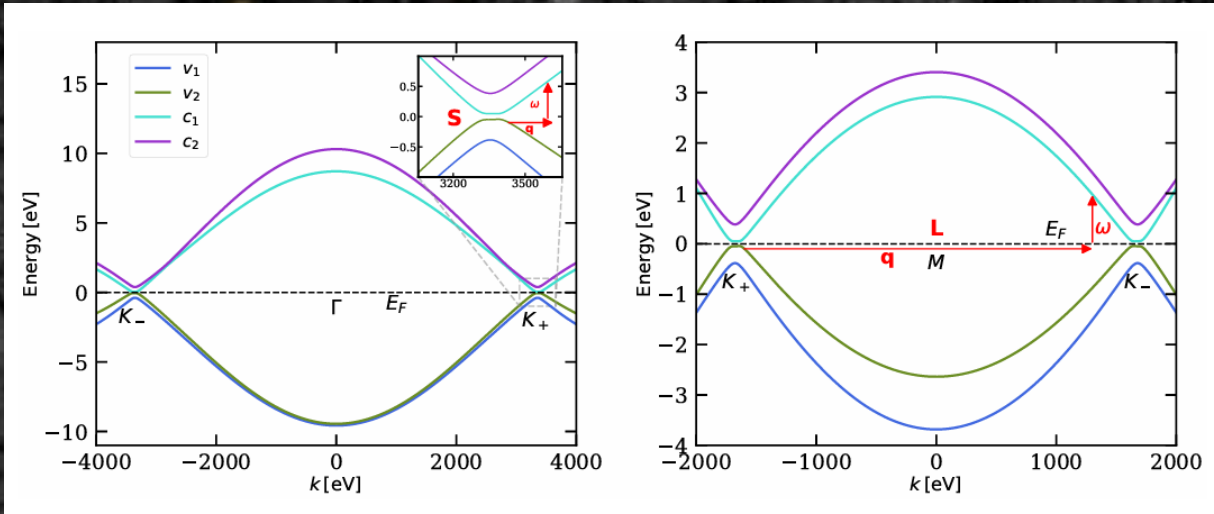 v₁
v₂
c₁
c₂
15
10
5
0
−5
−10
Energy [eV]
−4000
−2000
0
2000
4000
k [eV]
K₋
Γ
E_F
K₊
0.5
0.0
−0.5
3200
3500
S
q
ω
4
3
2
1
0
−1
−2
−3
−4
Energy [eV]
−2000
−1000
0
1000
2000
k [eV]
L
E_F
ω
q
M
K₊
K₋